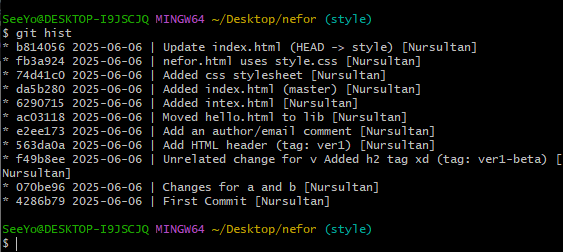 SeeYo@DESKTOP-I9JSCJQ MINGW64 ~/Desktop/nefor (style)
$ git hist
* b814056 2025-06-06 | Update index.html (HEAD -> style) [Nursultan]
* fb3a924 2025-06-06 | nefor.html uses style.css [Nursultan]
* 74d41c0 2025-06-06 | Added css stylesheet [Nursultan]
* da5b280 2025-06-06 | Added index.html (master) [Nursultan]
* 6290715 2025-06-06 | Added intex.html [Nursultan]
* ac03118 2025-06-06 | Moved hello.html to lib [Nursultan]
* e2ee173 2025-06-06 | Add an author/email comment [Nursultan]
* 563da0a 2025-06-06 | Add HTML header (tag: ver1) [Nursultan]
* f49b8ee 2025-06-06 | Unrelated change for v Added h2 tag xd (tag: ver1-beta) [
Nursultan]
* 070be96 2025-06-06 | Changes for a and b [Nursultan]
* 4286b79 2025-06-06 | First Commit [Nursultan]
SeeYo@DESKTOP-I9JSCJQ MINGW64 ~/Desktop/nefor (style)
$